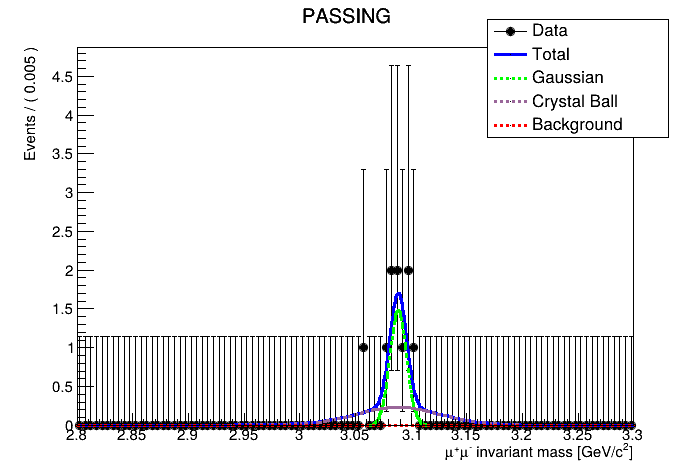 PASSING
Data
Total
Gaussian
Crystal Ball
Background
Events / ( 0.005 )
4.5
4
3.5
3
2.5
2
1.5
1
0.5
0
2.8 2.85 2.9 2.95 3 3.05 3.1 3.15 3.2 3.25 3.3
μ⁺μ⁻ invariant mass [GeV/c²]